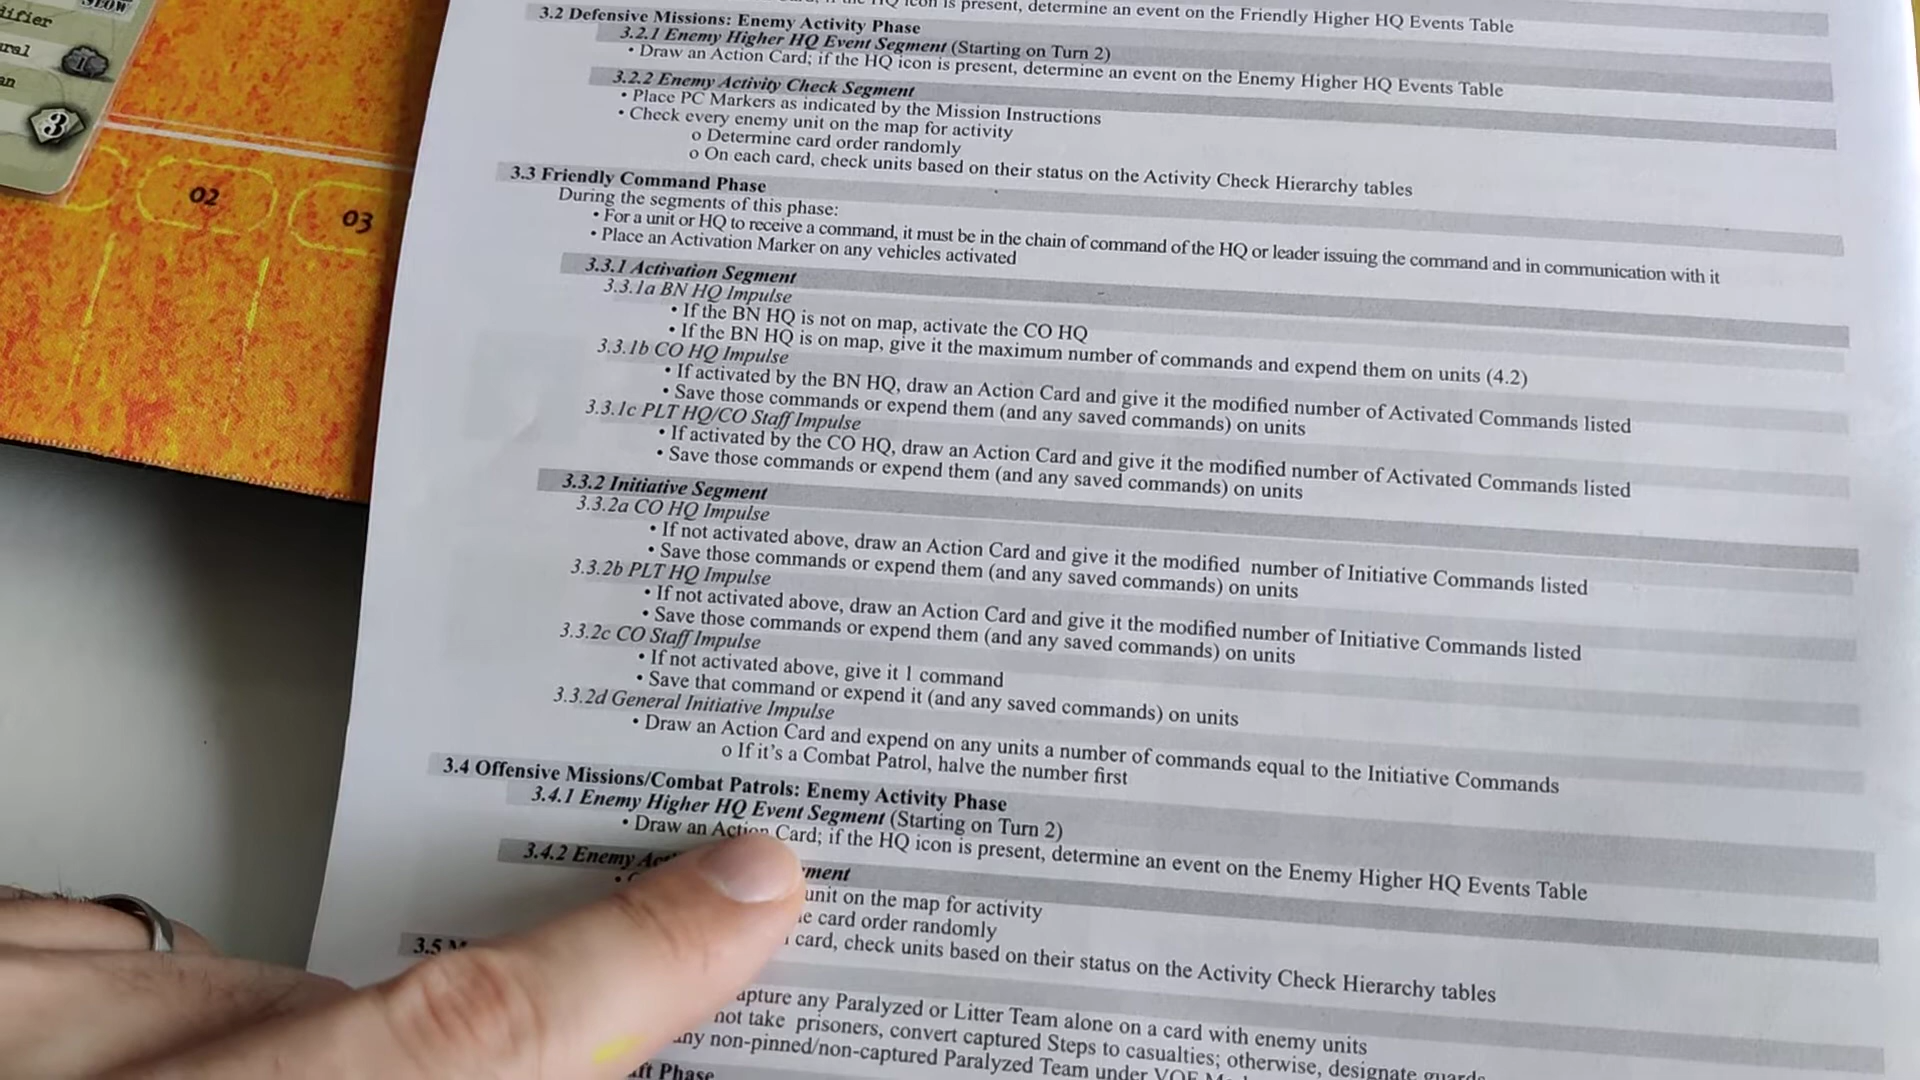 ifier
ural
an
3
02
03
icon is present, determine an event on the Friendly Higher HQ Events Table
3.2 Defensive Missions: Enemy Activity Phase
3.2.1 Enemy Higher HQ Event Segment (Starting on Turn 2)
• Draw an Action Card; if the HQ icon is present, determine an event on the Enemy Higher HQ Events Table
3.2.2 Enemy Activity Check Segment
• Place PC Markers as indicated by the Mission Instructions
• Check every enemy unit on the map for activity
o Determine card order randomly
o On each card, check units based on their status on the Activity Check Hierarchy tables
3.3 Friendly Command Phase
During the segments of this phase:
• For a unit or HQ to receive a command, it must be in the chain of command of the HQ or leader issuing the command and in communication with it
• Place an Activation Marker on any vehicles activated
3.3.1 Activation Segment
3.3.1a BN HQ Impulse
• If the BN HQ is not on map, activate the CO HQ
• If the BN HQ is on map, give it the maximum number of commands and expend them on units (4.2)
3.3.1b CO HQ Impulse
• If activated by the BN HQ, draw an Action Card and give it the modified number of Activated Commands listed
• Save those commands or expend them (and any saved commands) on units
3.3.1c PLT HQ/CO Staff Impulse
• If activated by the CO HQ, draw an Action Card and give it the modified number of Activated Commands listed
• Save those commands or expend them (and any saved commands) on units
3.3.2 Initiative Segment
3.3.2a CO HQ Impulse
• If not activated above, draw an Action Card and give it the modified number of Initiative Commands listed
• Save those commands or expend them (and any saved commands) on units
3.3.2b PLT HQ Impulse
• If not activated above, draw an Action Card and give it the modified number of Initiative Commands listed
• Save those commands or expend them (and any saved commands) on units
3.3.2c CO Staff Impulse
• If not activated above, give it 1 command
• Save that command or expend it (and any saved commands) on units
3.3.2d General Initiative Impulse
• Draw an Action Card and expend on any units a number of commands equal to the Initiative Commands
o If it's a Combat Patrol, halve the number first
3.4 Offensive Missions/Combat Patrols: Enemy Activity Phase
3.4.1 Enemy Higher HQ Event Segment (Starting on Turn 2)
• Draw an Action Card; if the HQ icon is present, determine an event on the Enemy Higher HQ Events Table
3.4.2 Enemy Ac ment
unit on the map for activity
card order randomly
card, check units based on their status on the Activity Check Hierarchy tables
3.5
apture any Paralyzed or Litter Team alone on a card with enemy units
not take prisoners, convert captured Steps to casualties; otherwise, designate guards
any non-pinned/non-captured Paralyzed Team under VOF
ft Phase